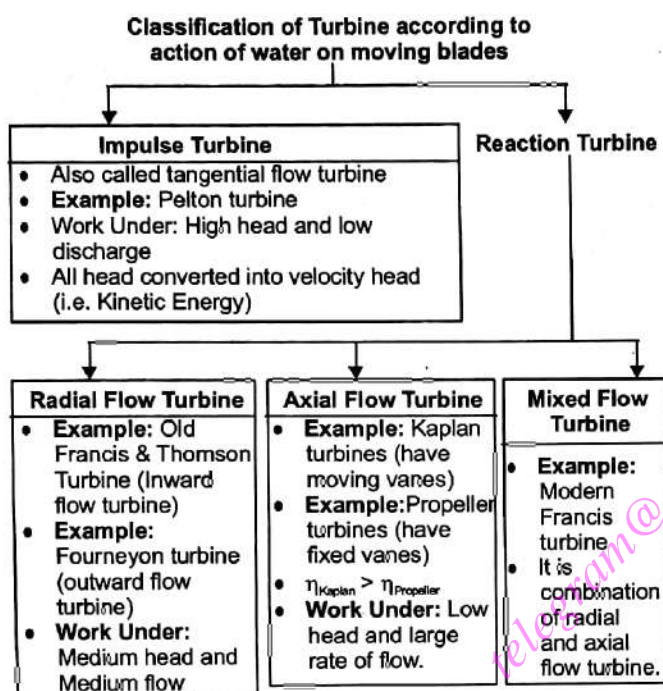 Classification of Turbine according to
action of water on moving blades
Impulse Turbine
• Also called tangential flow turbine
• Example: Pelton turbine
• Work Under: High head and low
discharge
• All head converted into velocity head
(i.e. Kinetic Energy)
Reaction Turbine
Radial Flow Turbine
• Example: Old
Francis & Thomson
Turbine (Inward
flow turbine)
• Example:
Fourneyon turbine
(outward flow
turbine)
• Work Under:
Medium head and
Medium flow
Axial Flow Turbine
• Example: Kaplan
turbines (have
moving vanes)
• Example:Propeller
turbines (have
fixed vanes)
• ηKaplan > ηPropeller
• Work Under: Low
head and large
rate of flow.
Mixed Flow
Turbine
• Example:
Modern
Francis
turbine
• It is
combination
of radial
and axial
flow turbine.
telegram@